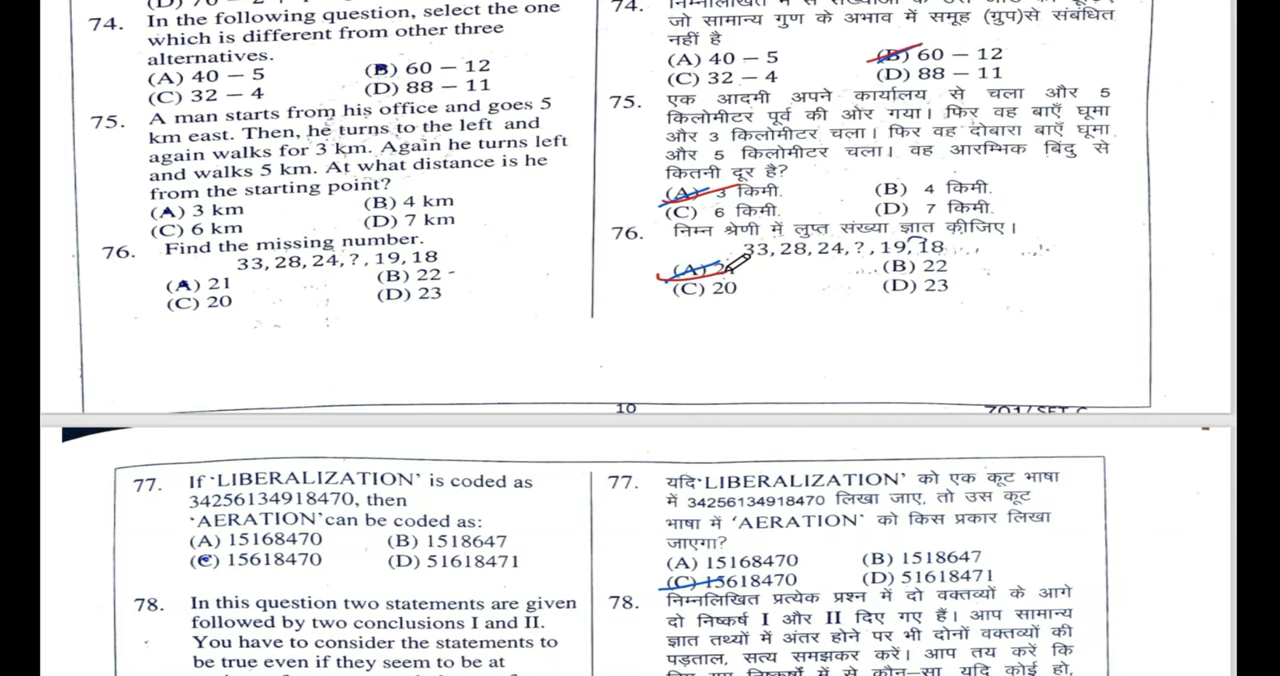 74. In the following question, select the one
which is different from other three
alternatives.
(A) 40 – 5 (B) 60 – 12
(C) 32 – 4 (D) 88 – 11
75. A man starts from his office and goes 5
km east. Then, he turns to the left and
again walks for 3 km. Again he turns left
and walks 5 km. At what distance is he
from the starting point?
(A) 3 km (B) 4 km
(C) 6 km (D) 7 km
76. Find the missing number.
33, 28, 24, ? , 19, 18
(A) 21 (B) 22
(C) 20 (D) 23
74.
जो सामान्य गुण के अभाव में समूह (ग्रुप)से संबंधित
नहीं है
(A) 40 – 5 (B) 60 – 12
(C) 32 – 4 (D) 88 – 11
75. एक आदमी अपने कार्यालय से चला और 5
किलोमीटर पूर्व की ओर गया। फिर वह बाएँ घूमा
और 3 किलोमीटर चला। फिर वह दोबारा बाएँ घूमा
और 5 किलोमीटर चला। वह आरम्भिक बिंदु से
कितनी दूर है?
(A) 3 किमी. (B) 4 किमी.
(C) 6 किमी. (D) 7 किमी.
76. निम्न श्रेणी में लुप्त संख्या ज्ञात कीजिए।
33, 28, 24, ? , 19, 18
(A) (B) 22
(C) 20 (D) 23
10
77. If ‘LIBERALIZATION’ is coded as
34256134918470, then
‘AERATION’can be coded as:
(A) 15168470 (B) 1518647
(C) 15618470 (D) 51618471
78. In this question two statements are given
followed by two conclusions I and II.
You have to consider the statements to
be true even if they seem to be at
77. यदि‘LIBERALIZATION’ को एक कूट भाषा
में 34256134918470 लिखा जाए, तो उस कूट
भाषा में ‘AERATION’ को किस प्रकार लिखा
जाएगा?
(A) 15168470 (B) 1518647
(C) 15618470 (D) 51618471
78. निम्नलिखित प्रत्येक प्रश्न में दो वक्तव्यों के आगे
दो निष्कर्ष I और II दिए गए हैं। आप सामान्य
ज्ञात तथ्यों में अंतर होने पर भी दोनों वक्तव्यों की
पड़ताल, सत्य समझकर करें। आप तय करें कि